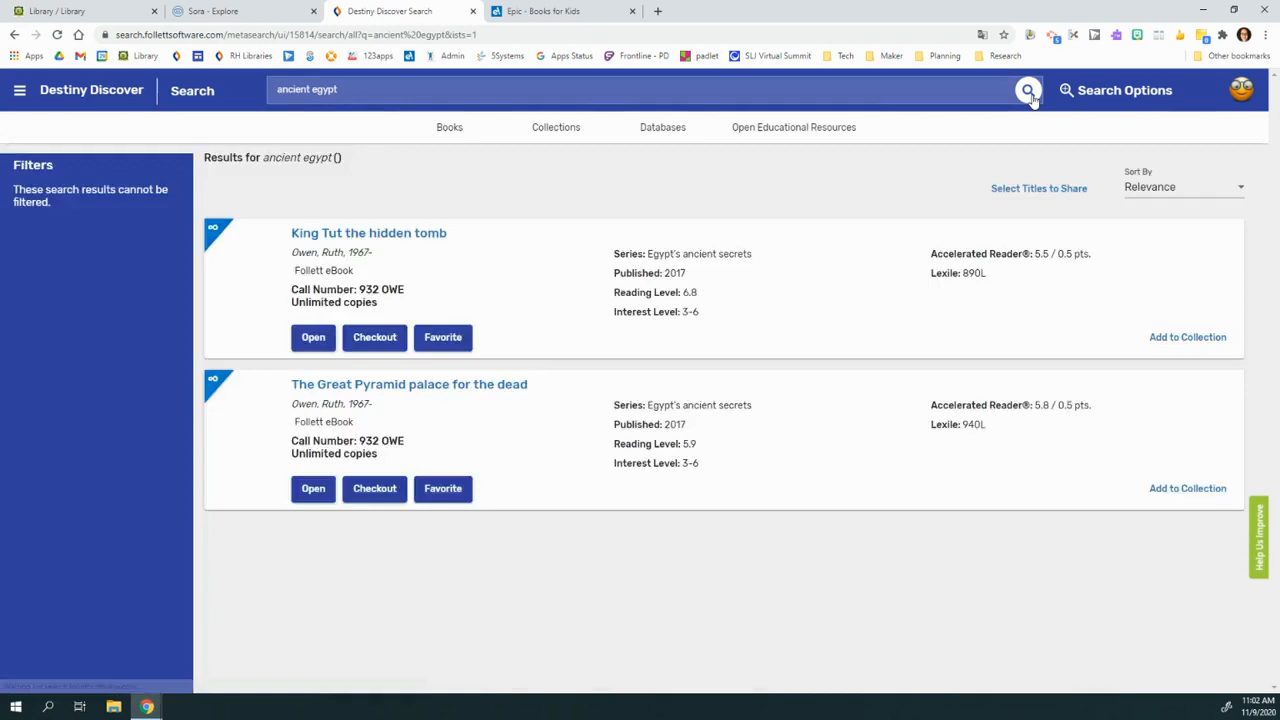 Library / Library
Sora - Explore
Destiny Discover Search
Epic - Books for Kids
search.follettsoftware.com/metasearch/ui/15814/search/all?q=ancient%20egypt&ists=1
Apps
Library
RH Libraries
123apps
Admin
55systems
Apps Status
Frontline - PD
padlet
SLJ Virtual Summit
Tech
Maker
Planning
Research
Other bookmarks
Destiny Discover
Search
ancient egypt
Search Options
Books
Collections
Databases
Open Educational Resources
Filters
These search results cannot be
filtered.
Results for ancient egypt ()
Select Titles to Share
Sort By
Relevance
King Tut the hidden tomb
Owen, Ruth, 1967-
Follett eBook
Call Number: 932 OWE
Unlimited copies
Series: Egypt's ancient secrets
Published: 2017
Reading Level: 6.8
Interest Level: 3-6
Accelerated Reader®: 5.5 / 0.5 pts.
Lexile: 890L
Open
Checkout
Favorite
Add to Collection
The Great Pyramid palace for the dead
Owen, Ruth, 1967-
Follett eBook
Call Number: 932 OWE
Unlimited copies
Series: Egypt's ancient secrets
Published: 2017
Reading Level: 5.9
Interest Level: 3-6
Accelerated Reader®: 5.8 / 0.5 pts.
Lexile: 940L
Open
Checkout
Favorite
Add to Collection
Help Us Improve
11:02 AM
11/9/2020